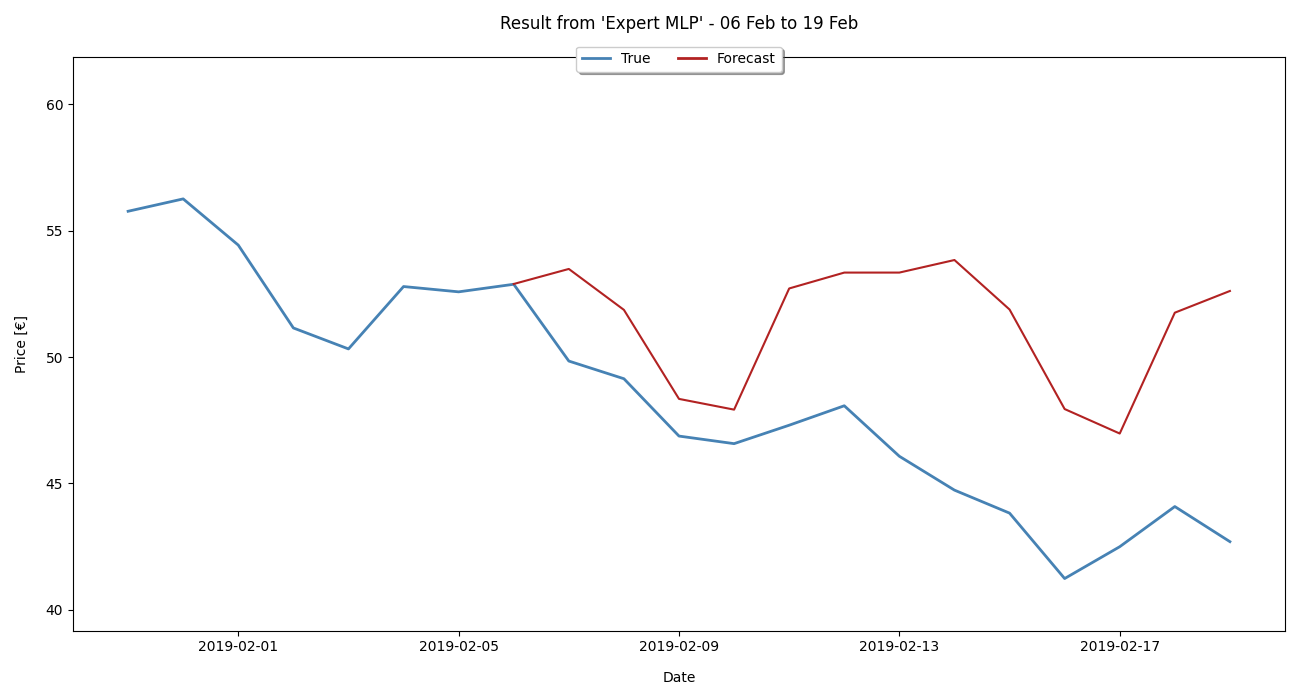 Result from 'Expert MLP' - 06 Feb to 19 Feb
True Forecast
60
55
50
45
40
Price [€]
2019-02-01 2019-02-05 2019-02-09 2019-02-13 2019-02-17
Date